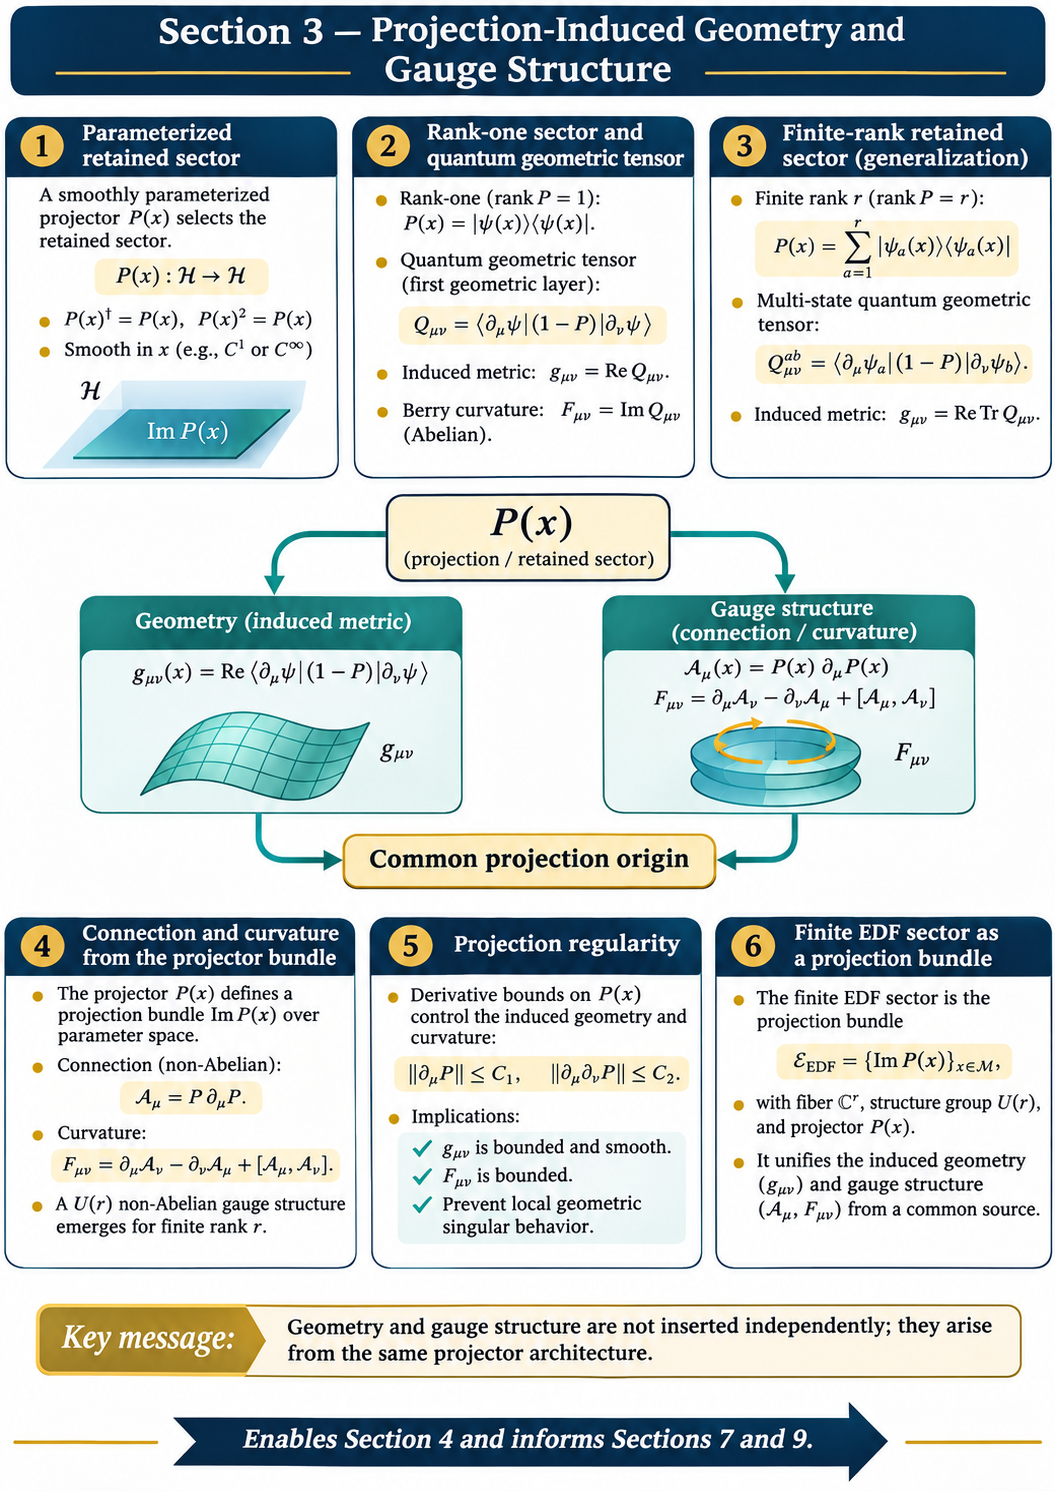 Section 3 — Projection-Induced Geometry and
Gauge Structure
1
Parameterized
retained sector
A smoothly parameterized
projector P(x) selects the
retained sector.
P(x) : ℋ → ℋ
P(x)† = P(x), P(x)² = P(x)
Smooth in x (e.g., C¹ or C∞)
ℋ
Im P(x)
2
Rank-one sector and
quantum geometric tensor
Rank-one (rank P = 1):
P(x) = |ψ(x)⟩⟨ψ(x)|.
Quantum geometric tensor
(first geometric layer):
Q_μν = ⟨∂_μψ|(1 − P)|∂_νψ⟩
Induced metric: g_μν = Re Q_μν.
Berry curvature: F_μν = Im Q_μν
(Abelian).
3
Finite-rank retained
sector (generalization)
Finite rank r (rank P = r):
P(x) = ∑_{a=1}^{r} |ψ_a(x)⟩⟨ψ_a(x)|
Multi-state quantum geometric
tensor:
Q_μν^ab = ⟨∂_μψ_a|(1 − P)|∂_νψ_b⟩.
Induced metric: g_μν = Re Tr Q_μν.
P(x)
(projection / retained sector)
Geometry (induced metric)
g_μν(x) = Re ⟨∂_μψ|(1 − P)|∂_νψ⟩
g_μν
Gauge structure
(connection / curvature)
𝒜_μ(x) = P(x) ∂_μP(x)
F_μν = ∂_μ𝒜_ν − ∂_ν𝒜_μ + [𝒜_μ, 𝒜_ν]
F_μν
Common projection origin
4
Connection and curvature
from the projector bundle
The projector P(x) defines a
projection bundle Im P(x) over
parameter space.
Connection (non-Abelian):
𝒜_μ = P ∂_μP.
Curvature:
F_μν = ∂_μ𝒜_ν − ∂_ν𝒜_μ + [𝒜_μ, 𝒜_ν].
A U(r) non-Abelian gauge structure
emerges for finite rank r.
5
Projection regularity
Derivative bounds on P(x)
control the induced geometry and
curvature:
||∂_μP|| ≤ C₁, ||∂_μ∂_νP|| ≤ C₂.
Implications:
✓ g_μν is bounded and smooth.
✓ F_μν is bounded.
✓ Prevent local geometric
singular behavior.
6
Finite EDF sector as
a projection bundle
The finite EDF sector is the
projection bundle
ℰ_EDF = {Im P(x)}_{x∈ℳ},
with fiber ℂʳ, structure group U(r),
and projector P(x).
It unifies the induced geometry
(g_μν) and gauge structure
(𝒜_μ, F_μν) from a common source.
Key message:
Geometry and gauge structure are not inserted independently; they arise
from the same projector architecture.
Enables Section 4 and informs Sections 7 and 9.